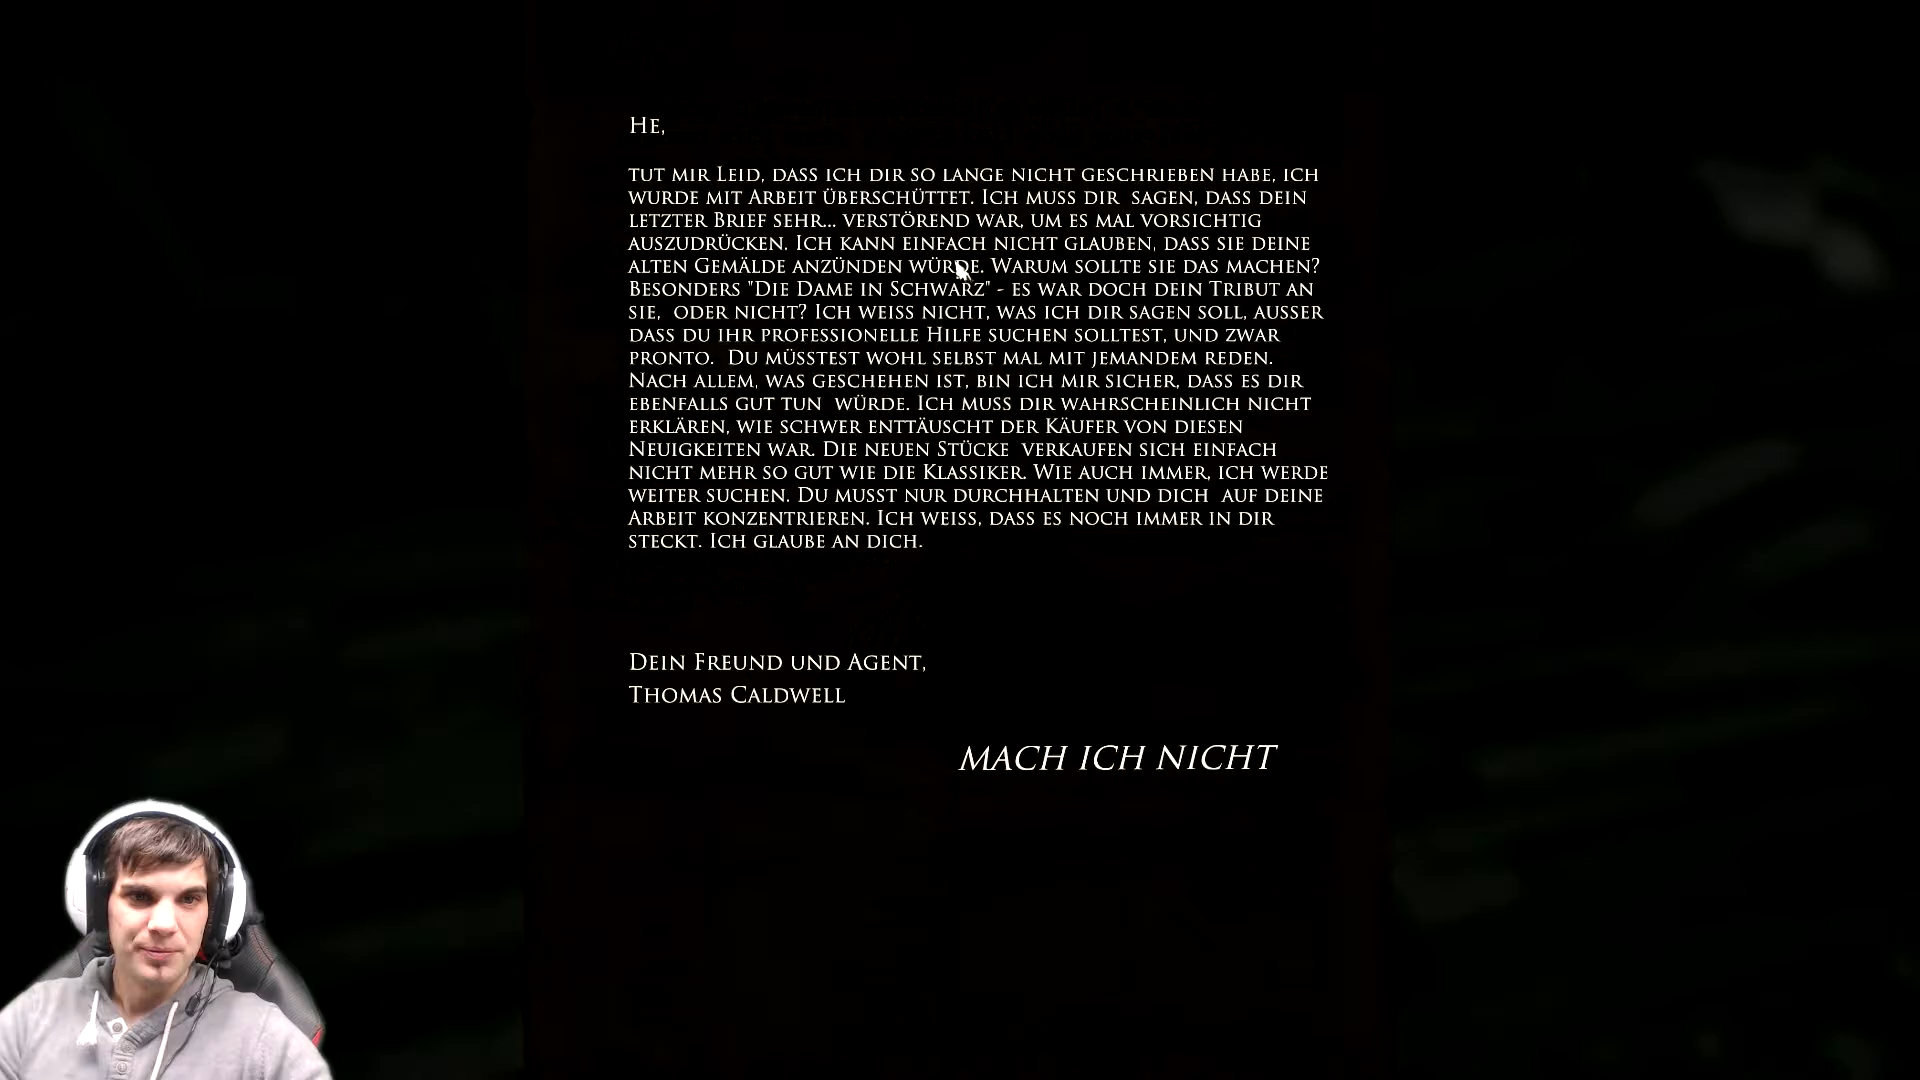 He,
tut mir Leid, dass ich dir so lange nicht geschrieben habe, ich
wurde mit Arbeit überschüttet. Ich muss dir sagen, dass dein
letzter Brief sehr... verstörend war, um es mal vorsichtig
auszudrücken. Ich kann einfach nicht glauben, dass sie deine
alten Gemälde anzünden würde. Warum sollte sie das machen?
Besonders "Die Dame in Schwarz" - es war doch dein Tribut an
sie, oder nicht? Ich weiss nicht, was ich dir sagen soll, ausser
dass du ihr professionelle Hilfe suchen solltest, und zwar
pronto. Du müsstest wohl selbst mal mit jemandem reden.
Nach allem, was geschehen ist, bin ich mir sicher, dass es dir
ebenfalls gut tun würde. Ich muss dir wahrscheinlich nicht
erklären, wie schwer enttäuscht der Käufer von diesen
Neuigkeiten war. Die neuen Stücke verkaufen sich einfach
nicht mehr so gut wie die Klassiker. Wie auch immer, ich werde
weiter suchen. Du musst nur durchhalten und dich auf deine
Arbeit konzentrieren. Ich weiss, dass es noch immer in dir
steckt. Ich glaube an dich.
Dein Freund und Agent,
Thomas Caldwell
MACH ICH NICHT